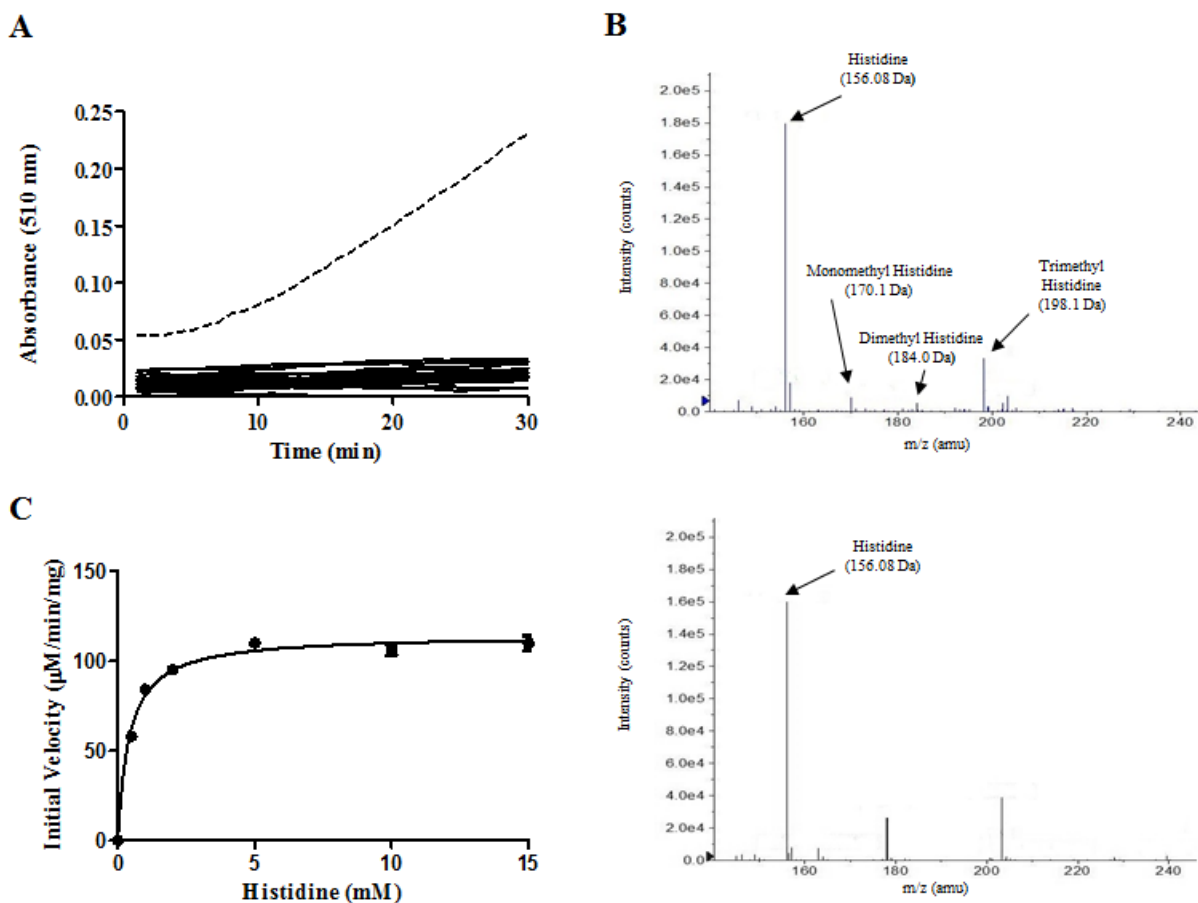 A
Absorbance (510 nm)
0.25
0.20
0.15
0.10
0.05
0.00
0
10
20
30
Time (min)
B
Histidine
(156.08 Da)
Monomethyl Histidine
(170.1 Da)
Dimethyl Histidine
(184.0 Da)
Trimethyl
Histidine
(198.1 Da)
Intensity (counts)
2.0e5
1.8e5
1.6e5
1.4e5
1.2e5
1.0e5
8.0e4
6.0e4
4.0e4
2.0e4
0.0
160
180
200
220
240
m/z (amu)
C
Initial Velocity (µM/min/mg)
150
100
50
0
0
5
10
15
Histidine (mM)
Histidine
(156.08 Da)
Intensity (counts)
2.0e5
1.8e5
1.6e5
1.4e5
1.2e5
1.0e5
8.0e4
6.0e4
4.0e4
2.0e4
0.0
160
180
200
220
240
m/z (amu)